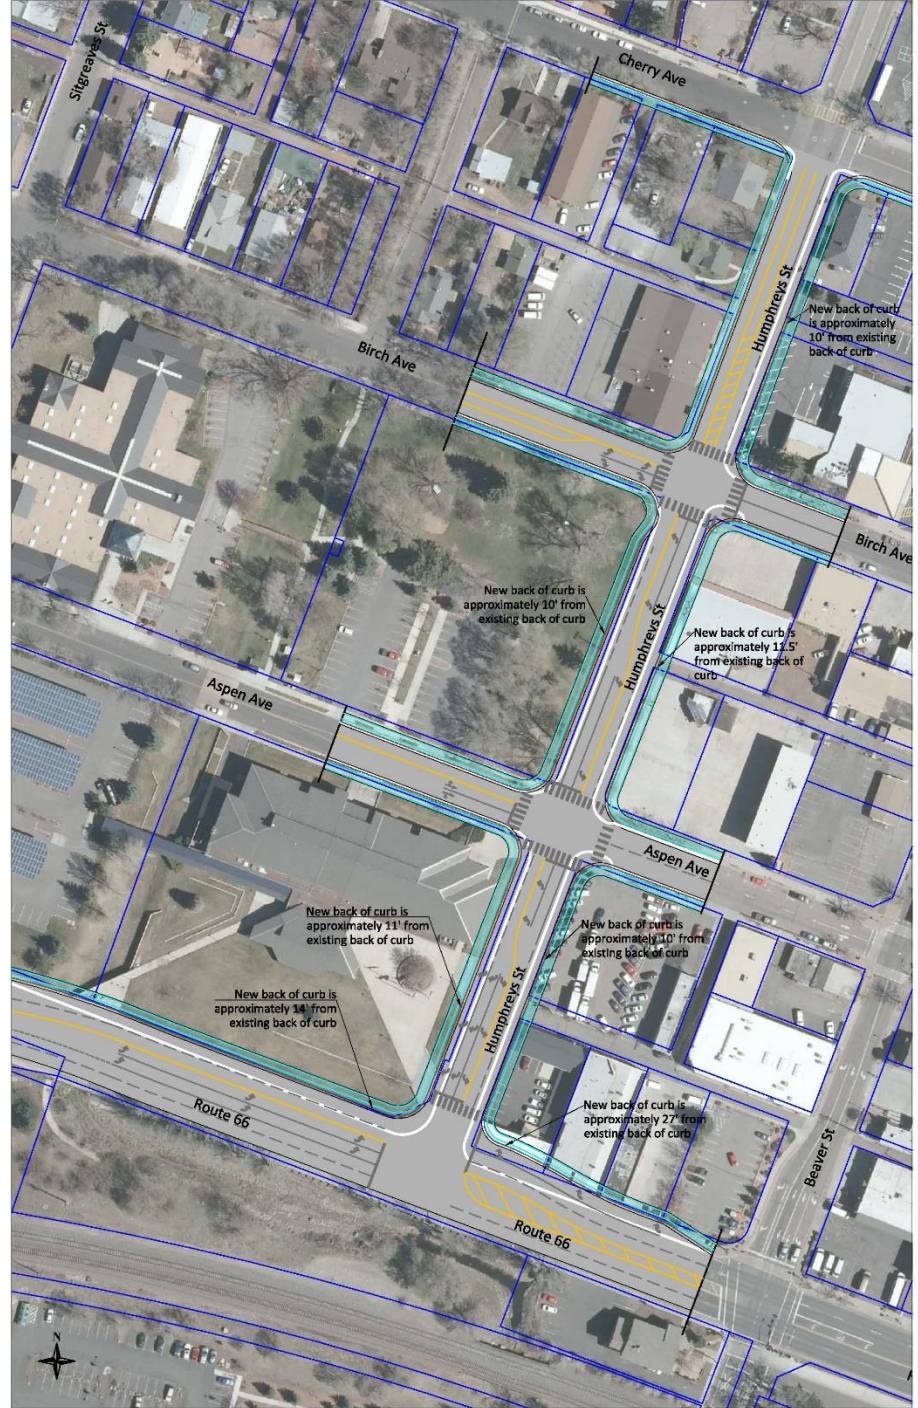 Sitgreaves St
Cherry Ave
Humphreys St
New back of curb
is approximately
10' from existing
back of curb
Birch Ave
Birch Ave
New back of curb is
approximately 10' from
existing back of curb
Humphreys St
New back of curb is
approximately 11.5'
from existing back of
curb
Aspen Ave
Aspen Ave
New back of curb is
approximately 11' from
existing back of curb
New back of curb is
approximately 10' from
existing back of curb
New back of curb is
approximately 14' from
existing back of curb
Humphreys St
Route 66
New back of curb is
approximately 27' from
existing back of curb
Beaver St
Route 66
N